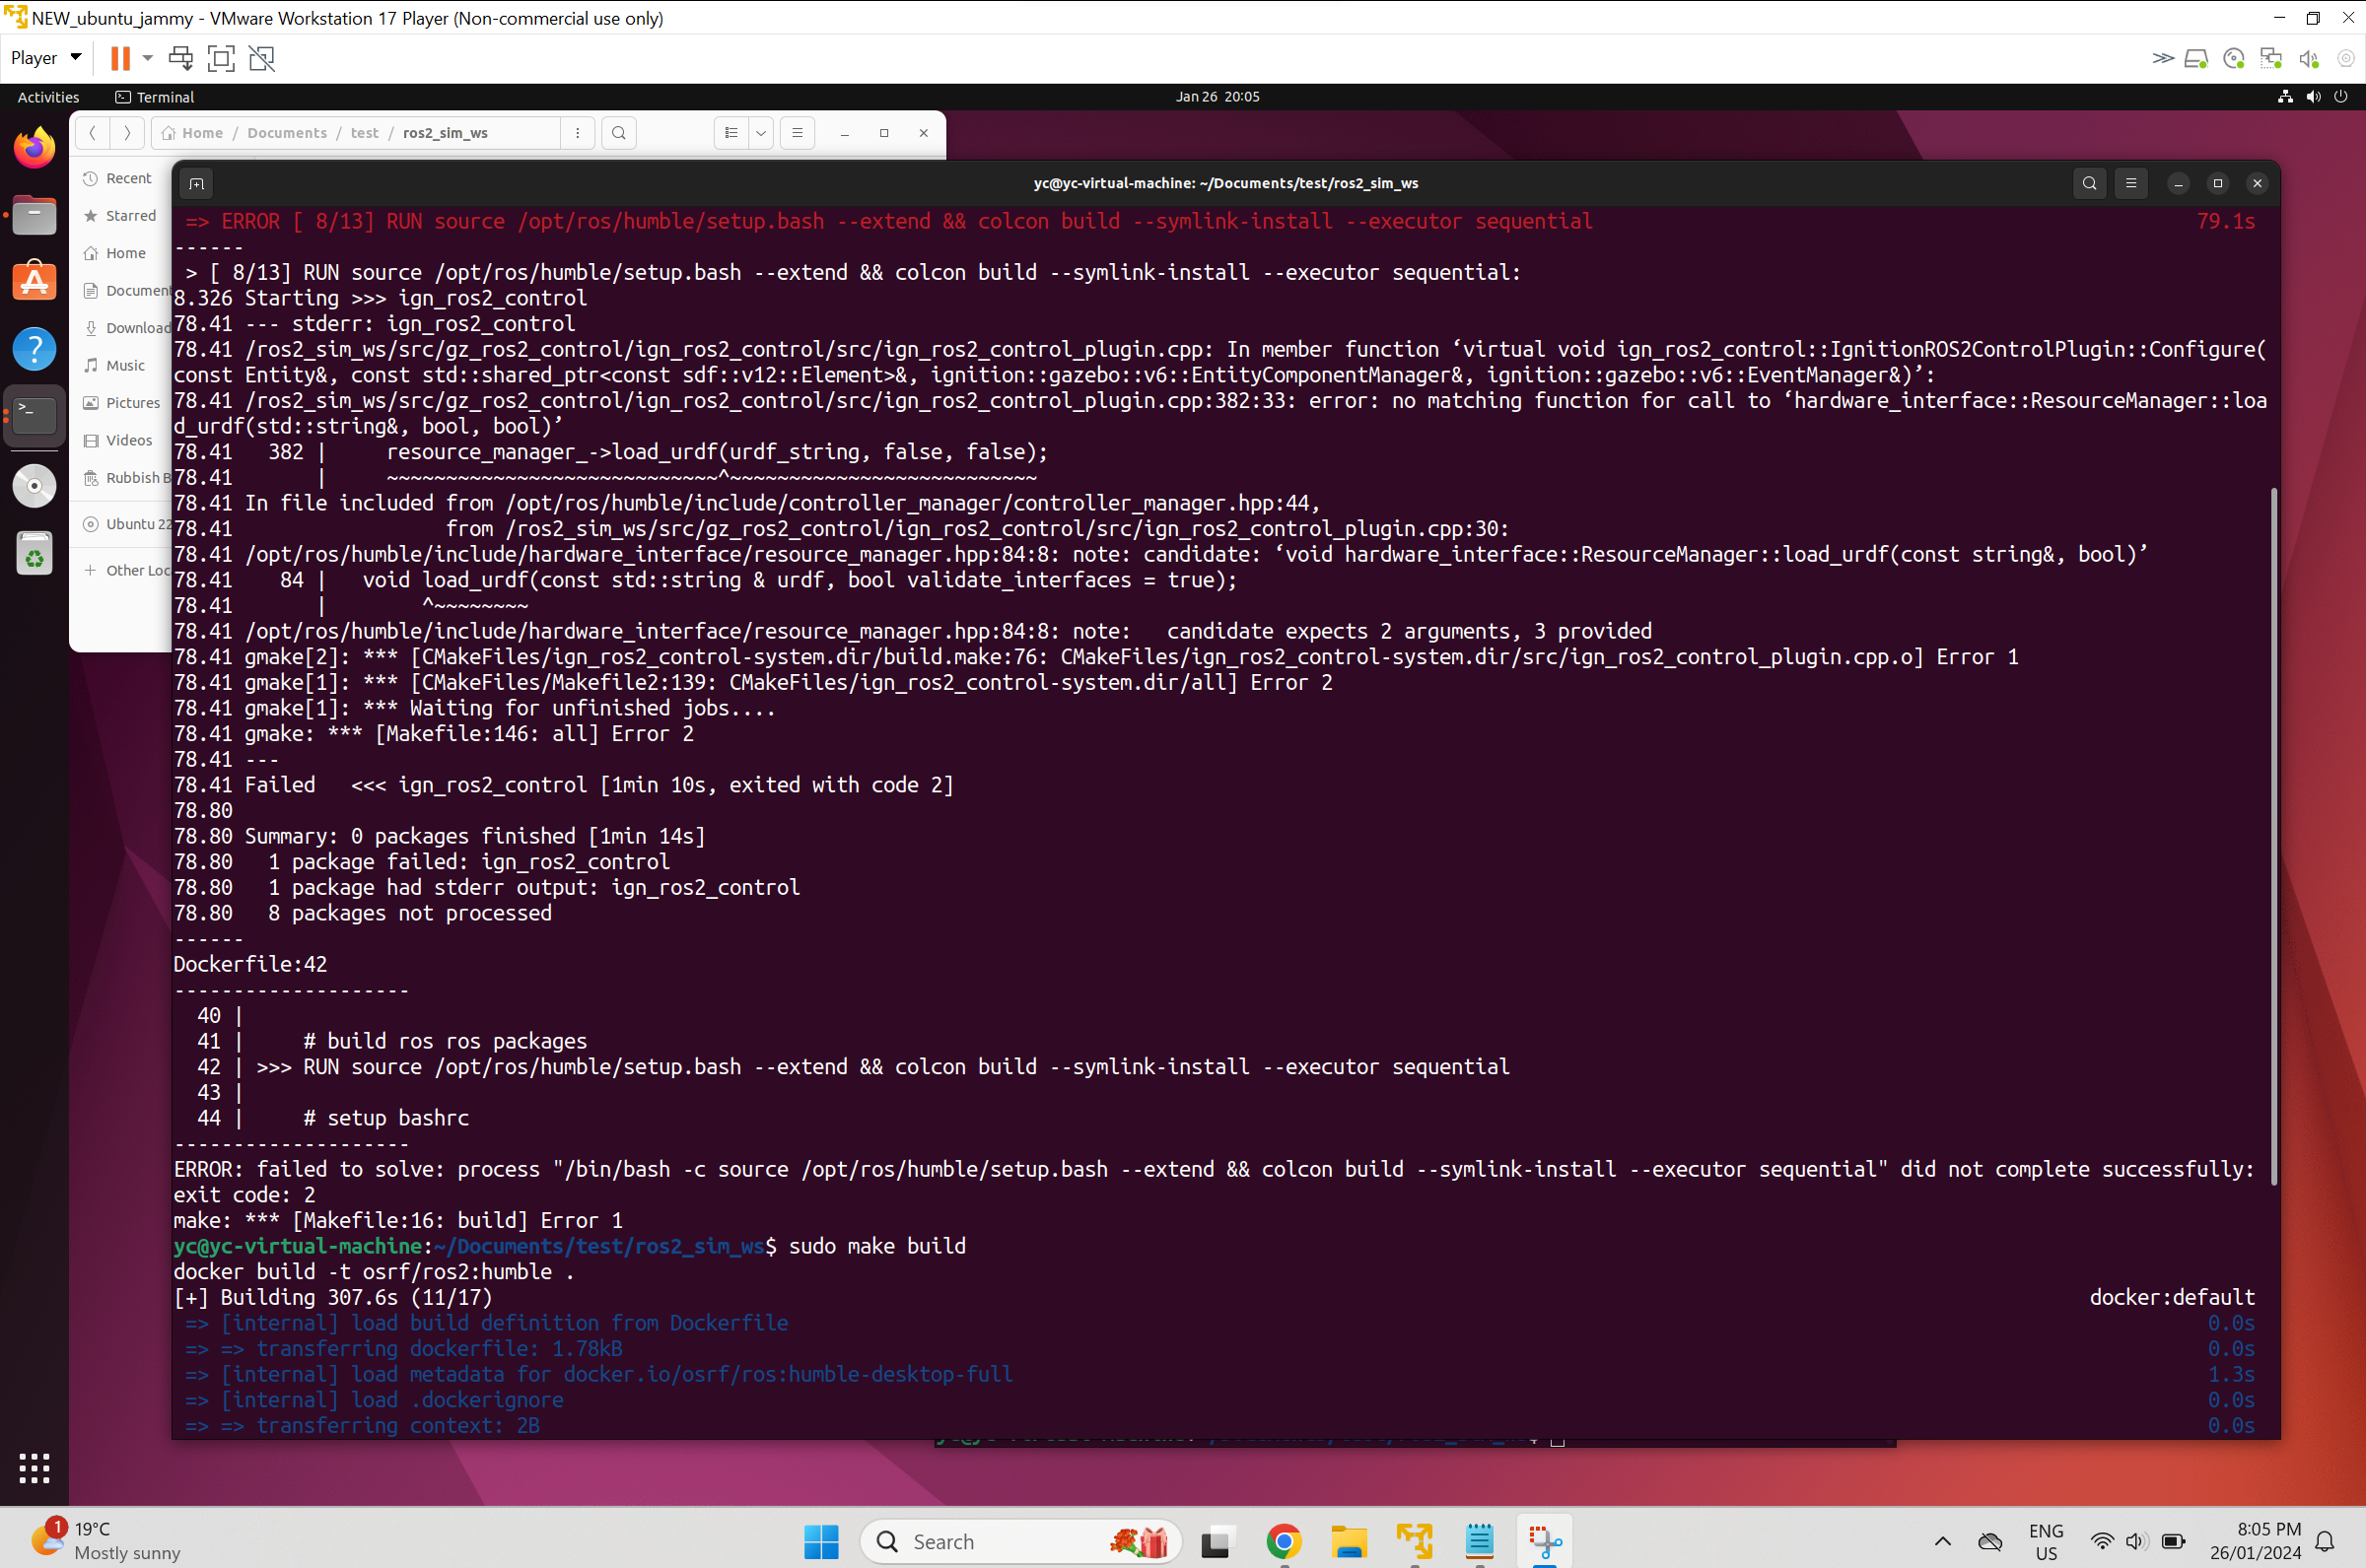 NEW_ubuntu_jammy - VMware Workstation 17 Player (Non-commercial use only)
Player
Activities
Terminal
Jan 26 20:05
Home / Documents / test / ros2_sim_ws
Recent
Starred
Home
Documen
Download
Music
Pictures
Videos
Rubbish B
Ubuntu 22
Other Loc
yc@yc-virtual-machine: ~/Documents/test/ros2_sim_ws
=> ERROR [ 8/13] RUN source /opt/ros/humble/setup.bash --extend && colcon build --symlink-install --executor sequential 79.1s
------
> [ 8/13] RUN source /opt/ros/humble/setup.bash --extend && colcon build --symlink-install --executor sequential:
8.326 Starting >>> ign_ros2_control
78.41 --- stderr: ign_ros2_control
78.41 /ros2_sim_ws/src/gz_ros2_control/ign_ros2_control/src/ign_ros2_control_plugin.cpp: In member function ‘virtual void ign_ros2_control::IgnitionROS2ControlPlugin::Configure(
const Entity&, const std::shared_ptr<const sdf::v12::Element>&, ignition::gazebo::v6::EntityComponentManager&, ignition::gazebo::v6::EventManager&)’:
78.41 /ros2_sim_ws/src/gz_ros2_control/ign_ros2_control/src/ign_ros2_control_plugin.cpp:382:33: error: no matching function for call to ‘hardware_interface::ResourceManager::loa
d_urdf(std::string&, bool, bool)’
78.41   382 |     resource_manager_->load_urdf(urdf_string, false, false);
78.41       |     ~~~~~~~~~~~~~~~~~~~~~~~~~~~~^~~~~~~~~~~~~~~~~~~~~~~~~~~
78.41 In file included from /opt/ros/humble/include/controller_manager/controller_manager.hpp:44,
78.41                  from /ros2_sim_ws/src/gz_ros2_control/ign_ros2_control/src/ign_ros2_control_plugin.cpp:30:
78.41 /opt/ros/humble/include/hardware_interface/resource_manager.hpp:84:8: note: candidate: ‘void hardware_interface::ResourceManager::load_urdf(const string&, bool)’
78.41    84 |   void load_urdf(const std::string & urdf, bool validate_interfaces = true);
78.41       |        ^~~~~~~~~
78.41 /opt/ros/humble/include/hardware_interface/resource_manager.hpp:84:8: note:   candidate expects 2 arguments, 3 provided
78.41 gmake[2]: *** [CMakeFiles/ign_ros2_control-system.dir/build.make:76: CMakeFiles/ign_ros2_control-system.dir/src/ign_ros2_control_plugin.cpp.o] Error 1
78.41 gmake[1]: *** [CMakeFiles/Makefile2:139: CMakeFiles/ign_ros2_control-system.dir/all] Error 2
78.41 gmake[1]: *** Waiting for unfinished jobs....
78.41 gmake: *** [Makefile:146: all] Error 2
78.41 ---
78.41 Failed   <<< ign_ros2_control [1min 10s, exited with code 2]
78.80
78.80 Summary: 0 packages finished [1min 14s]
78.80   1 package failed: ign_ros2_control
78.80   1 package had stderr output: ign_ros2_control
78.80   8 packages not processed
------
Dockerfile:42
--------------------
  40 |
  41 |     # build ros ros packages
  42 | >>> RUN source /opt/ros/humble/setup.bash --extend && colcon build --symlink-install --executor sequential
  43 |
  44 |     # setup bashrc
--------------------
ERROR: failed to solve: process "/bin/bash -c source /opt/ros/humble/setup.bash --extend && colcon build --symlink-install --executor sequential" did not complete successfully:
exit code: 2
make: *** [Makefile:16: build] Error 1
yc@yc-virtual-machine:~/Documents/test/ros2_sim_ws$ sudo make build
docker build -t osrf/ros2:humble .
[+] Building 307.6s (11/17) docker:default
=> [internal] load build definition from Dockerfile 0.0s
=> => transferring dockerfile: 1.78kB 0.0s
=> [internal] load metadata for docker.io/osrf/ros:humble-desktop-full 1.3s
=> [internal] load .dockerignore 0.0s
=> => transferring context: 2B 0.0s
1
19°C
Mostly sunny
Search
ENG
US
8:05 PM
26/01/2024